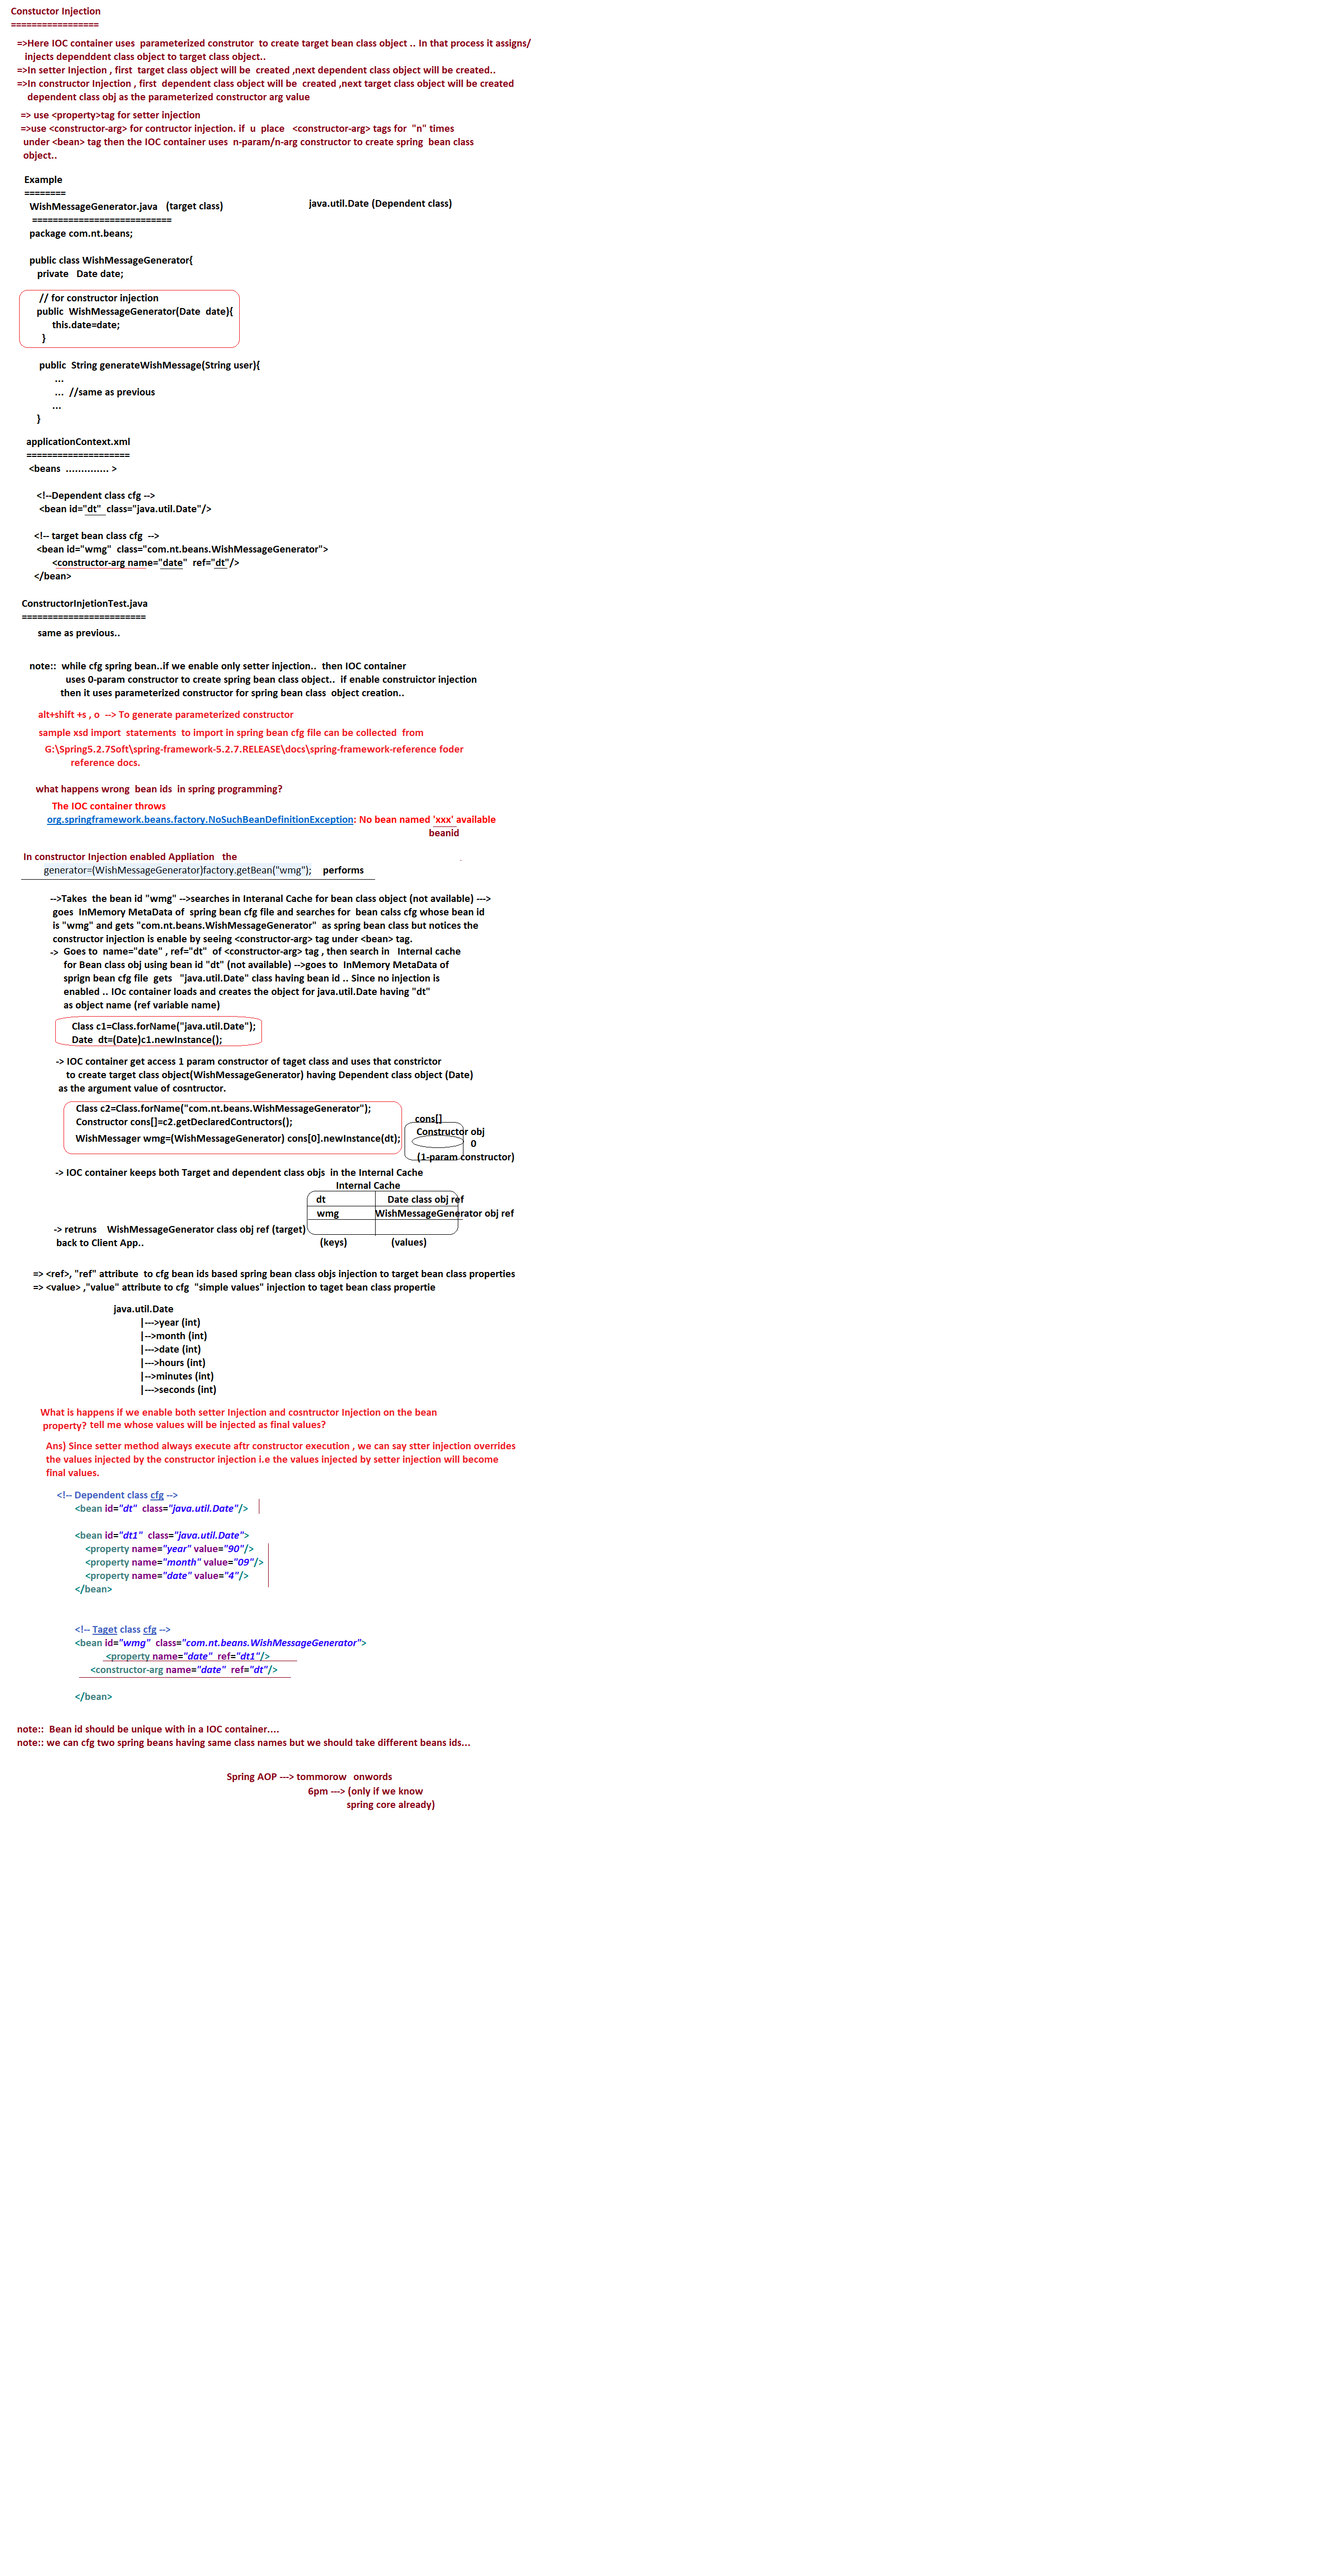 Constuctor Injection
=================
=>Here IOC container uses  parameterized construtor  to create target bean class object .. In that process it assigns/
injects dependdent class object to target class object..
=>In setter Injection , first  target class object will be  created ,next dependent class object will be created..
=>In constructor Injection , first  dependent class object will be  created ,next target class object will be created
dependent class obj as the parameterized constructor arg value
=> use <property>tag for setter injection
=>use <constructor-arg> for contructor injection. if  u  place   <constructor-arg> tags for  "n" times
under <bean> tag then the IOC container uses  n-param/n-arg constructor to create spring  bean class
object..
Example
========
WishMessageGenerator.java   (target class)
java.util.Date (Dependent class)
===========================
package com.nt.beans;
public class WishMessageGenerator{
private   Date date;
// for constructor injection
public  WishMessageGenerator(Date  date){
this.date=date;
}
public  String generateWishMessage(String user){
...
...  //same as previous
...
}
applicationContext.xml
====================
<beans  .............. >
<!--Dependent class cfg -->
<bean id="dt"  class="java.util.Date"/>
<!-- target bean class cfg  -->
<bean id="wmg"  class="com.nt.beans.WishMessageGenerator">
<constructor-arg name="date"  ref="dt"/>
</bean>
ConstructorInjetionTest.java
========================
same as previous..
note::  while cfg spring bean..if we enable only setter injection..  then IOC container
uses 0-param constructor to create spring bean class object..  if enable construictor injection
then it uses parameterized constructor for spring bean class  object creation..
alt+shift +s , o  --> To generate parameterized constructor
sample xsd import  statements  to import in spring bean cfg file can be collected  from
G:\Spring5.2.7Soft\spring-framework-5.2.7.RELEASE\docs\spring-framework-reference foder
reference docs.
what happens wrong  bean ids  in spring programming?
The IOC container throws
org.springframework.beans.factory.NoSuchBeanDefinitionException: No bean named 'xxx' available
beanid
In constructor Injection enabled Appliation   the
generator=(WishMessageGenerator)factory.getBean("wmg");    performs
-->Takes  the bean id "wmg" -->searches in Interanal Cache for bean class object (not available) --->
goes  InMemory MetaData of  spring bean cfg file and searches for  bean calss cfg whose bean id
is "wmg" and gets "com.nt.beans.WishMessageGenerator"  as spring bean class but notices the
constructor injection is enable by seeing <constructor-arg> tag under <bean> tag.
->  Goes to  name="date" , ref="dt"  of <constructor-arg> tag , then search in   Internal cache
for Bean class obj using bean id "dt" (not available) -->goes to  InMemory MetaData of
sprign bean cfg file  gets   "java.util.Date" class having bean id .. Since no injection is
enabled .. IOc container loads and creates the object for java.util.Date having "dt"
as object name (ref variable name)
Class c1=Class.forName("java.util.Date");
Date  dt=(Date)c1.newInstance();
-> IOC container get access 1 param constructor of taget class and uses that constrictor
to create target class object(WishMessageGenerator) having Dependent class object (Date)
as the argument value of cosntructor.
Class c2=Class.forName("com.nt.beans.WishMessageGenerator");
Constructor cons[]=c2.getDeclaredContructors();
WishMessager wmg=(WishMessageGenerator) cons[0].newInstance(dt);
cons[]
Constructor obj
0
(1-param constructor)
-> IOC container keeps both Target and dependent class objs  in the Internal Cache
Internal Cache
dt    Date class obj ref
wmg    WishMessageGenerator obj ref
-> retruns    WishMessageGenerator class obj ref (target)
back to Client App..
(keys)    (values)
=> <ref>, "ref" attribute  to cfg bean ids based spring bean class objs injection to target bean class properties
=> <value> ,"value" attribute to cfg  "simple values" injection to taget bean class propertie
java.util.Date
|--->year (int)
|-->month (int)
|--->date (int)
|--->hours (int)
|-->minutes (int)
|--->seconds (int)
What is happens if we enable both setter Injection and cosntructor Injection on the bean
property? tell me whose values will be injected as final values?
Ans) Since setter method always execute aftr constructor execution , we can say stter injection overrides
the values injected by the constructor injection i.e the values injected by setter injection will become
final values.
<!-- Dependent class cfg -->
<bean id="dt"  class="java.util.Date"/>
<bean id="dt1"  class="java.util.Date">
<property name="year" value="90"/>
<property name="month" value="09"/>
<property name="date" value="4"/>
</bean>
<!-- Taget class cfg -->
<bean id="wmg"  class="com.nt.beans.WishMessageGenerator">
<property name="date"  ref="dt1"/>
<constructor-arg name="date"  ref="dt"/>
</bean>
note::  Bean id should be unique with in a IOC container....
note:: we can cfg two spring beans having same class names but we should take different beans ids...
Spring AOP ---> tommorow   onwords
6pm ---> (only if we know
spring core already)